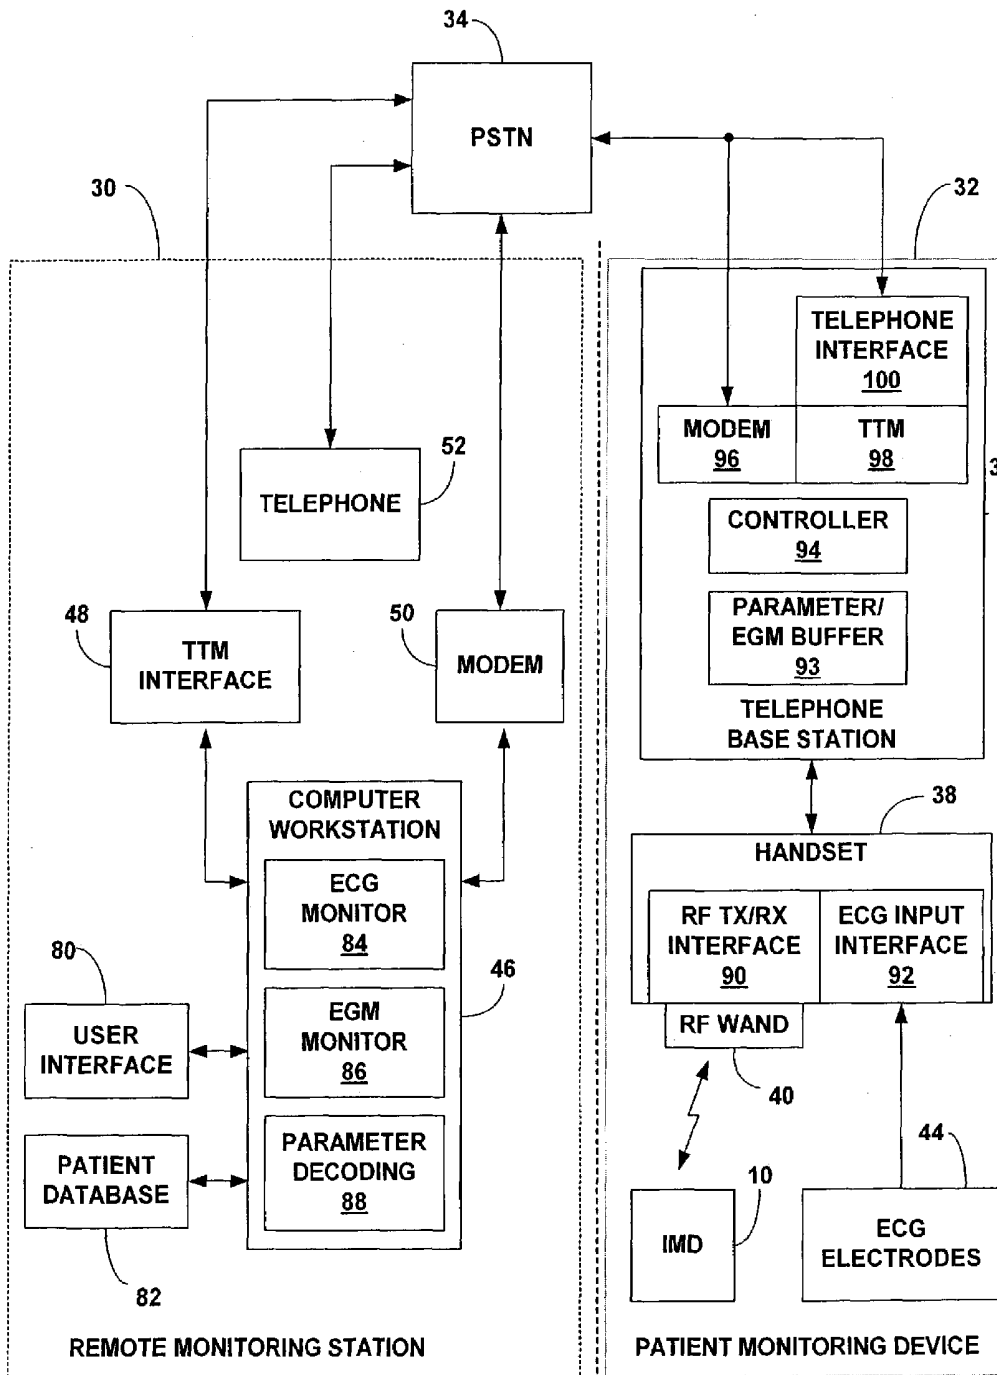 34
PSTN
30
32
TELEPHONE
INTERFACE
100
MODEM
96
TTM
98
3
52
TELEPHONE
CONTROLLER
94
48
TTM
INTERFACE
50
MODEM
PARAMETER/
EGM BUFFER
93
TELEPHONE
BASE STATION
COMPUTER
WORKSTATION
38
HANDSET
ECG
MONITOR
84
RF TX/RX
INTERFACE
90
ECG INPUT
INTERFACE
92
80
46
USER
INTERFACE
EGM
MONITOR
86
RF WAND
40
PATIENT
DATABASE
82
PARAMETER
DECODING
88
10
IMD
44
ECG
ELECTRODES
REMOTE MONITORING STATION
PATIENT MONITORING DEVICE